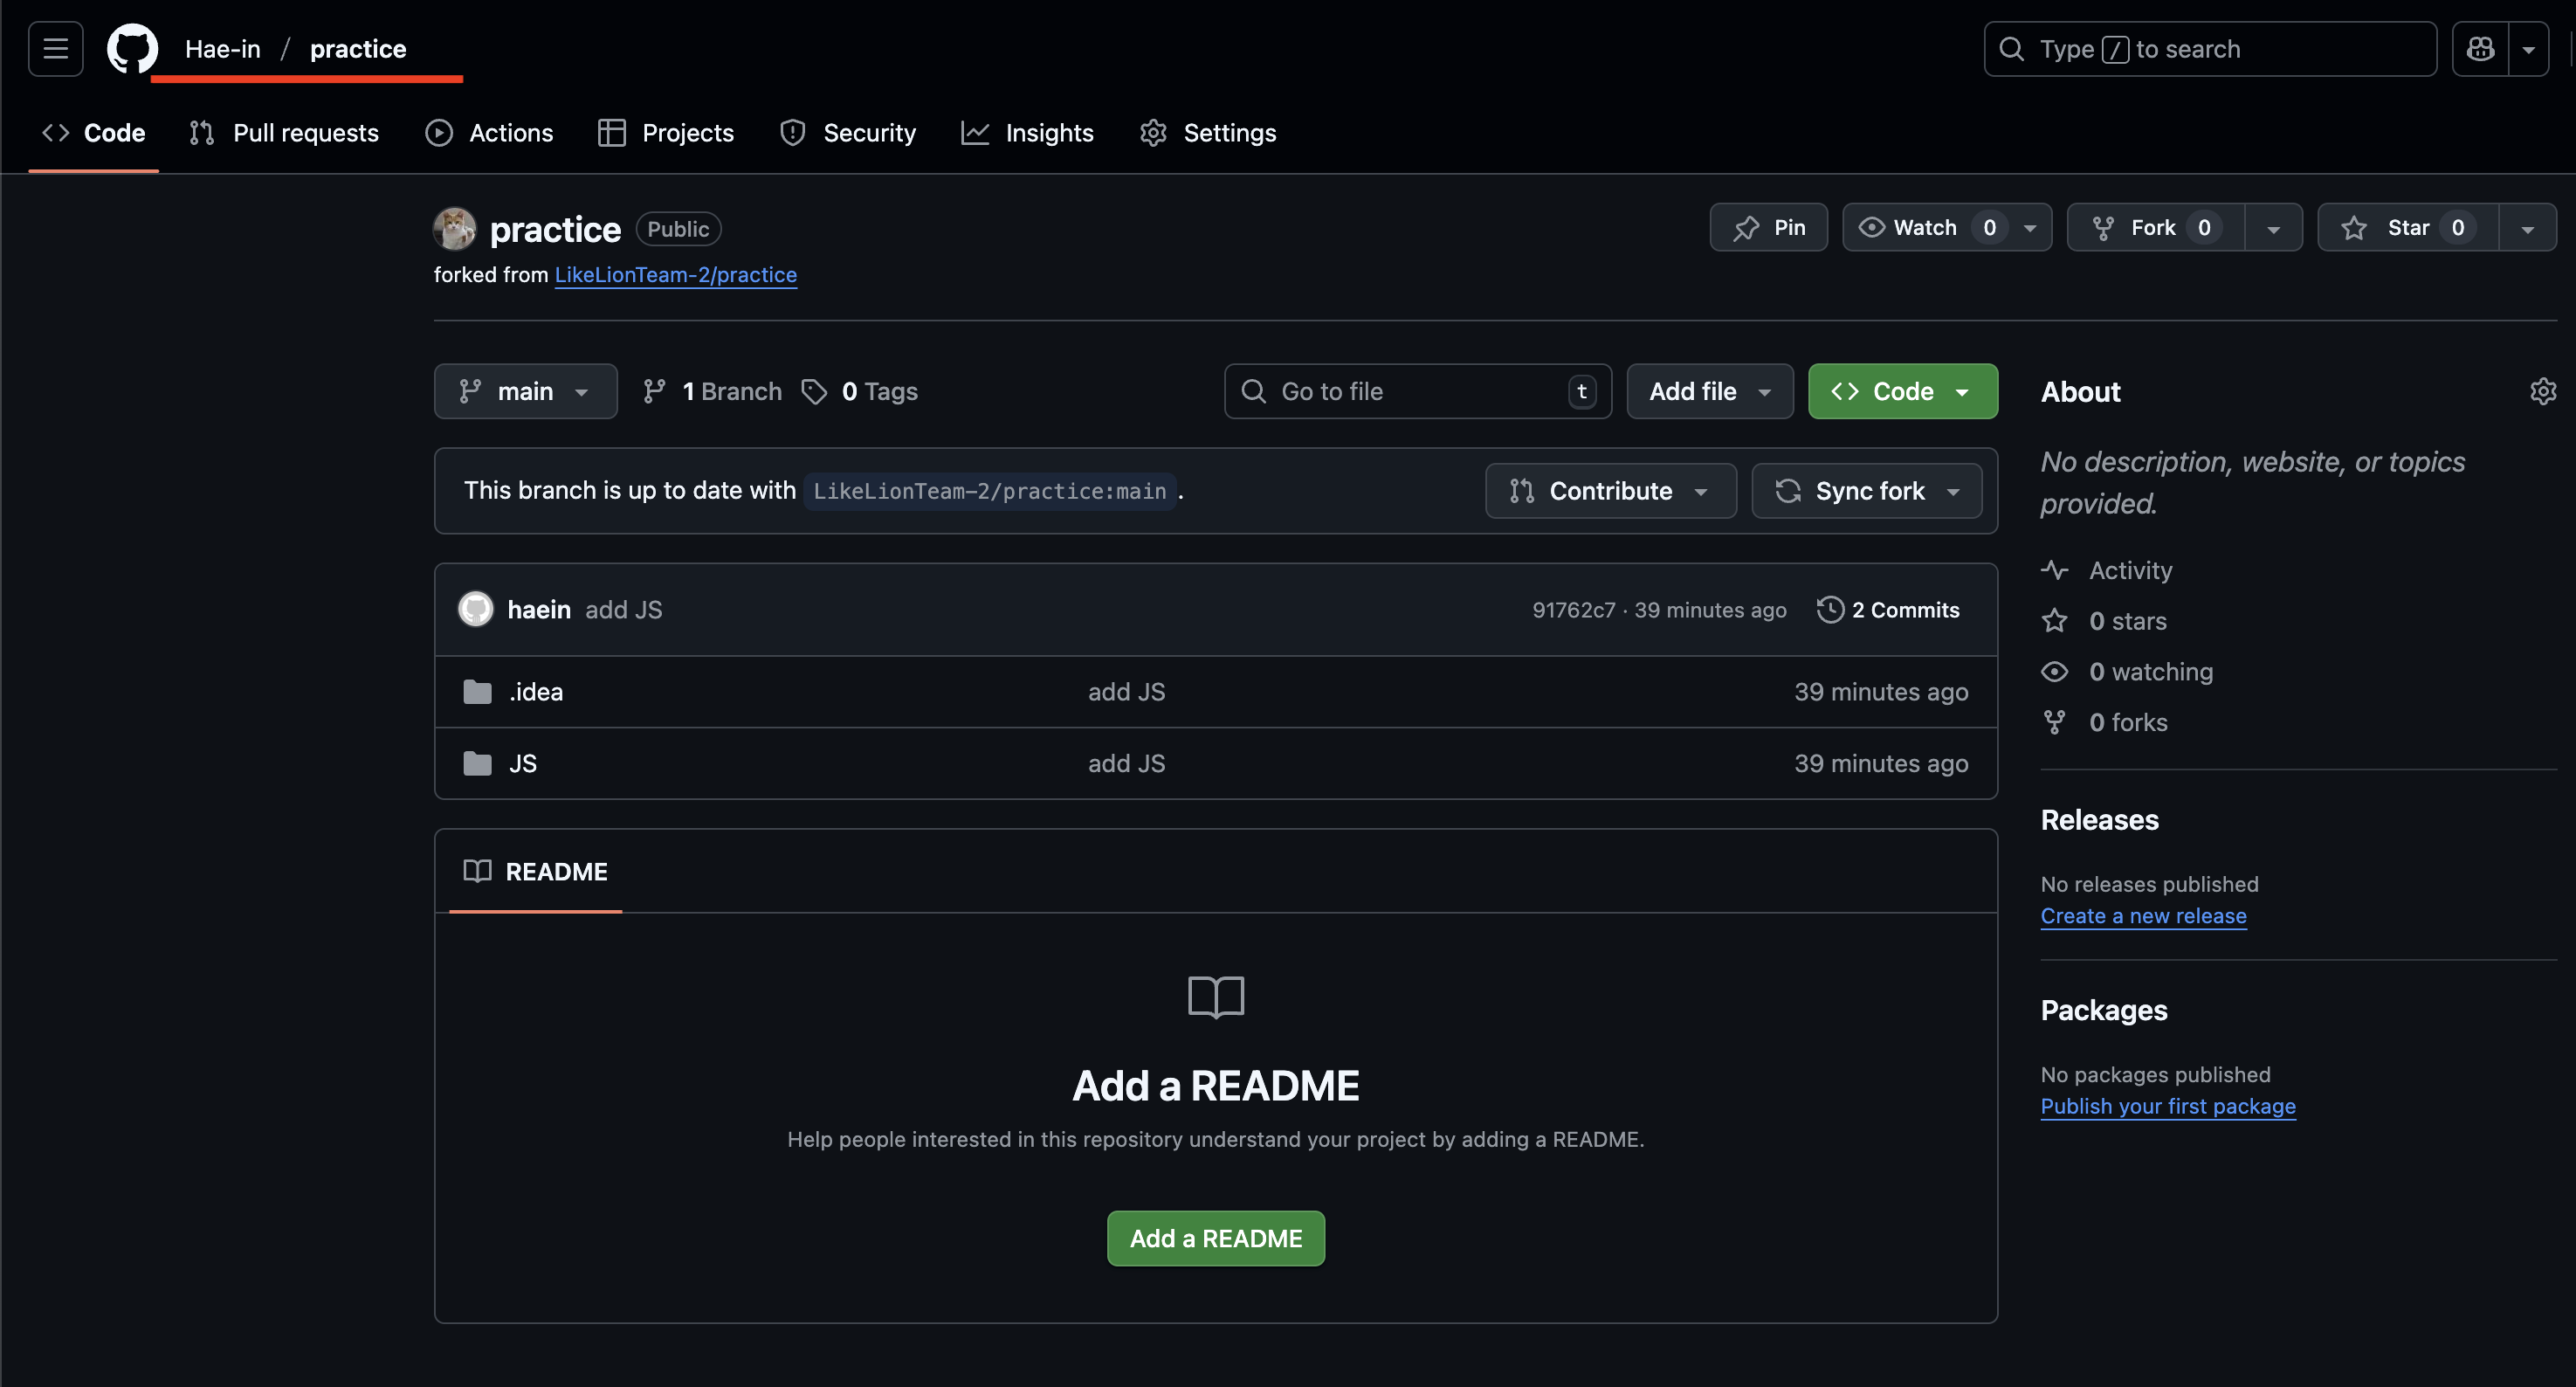 Hae-in / practice
Type / to search
Code Pull requests Actions Projects Security Insights Settings
practice Public
Pin Watch 0 Fork 0 Star 0
forked from LikeLionTeam-2/practice
main 1 Branch 0 Tags
Go to file t Add file Code
This branch is up to date with LikeLionTeam-2/practice:main .
Contribute Sync fork
haein add JS 91762c7 · 39 minutes ago 2 Commits
.idea add JS 39 minutes ago
JS add JS 39 minutes ago
README
Add a README
Help people interested in this repository understand your project by adding a README.
Add a README
About
No description, website, or topics
provided.
Activity
0 stars
0 watching
0 forks
Releases
No releases published
Create a new release
Packages
No packages published
Publish your first package